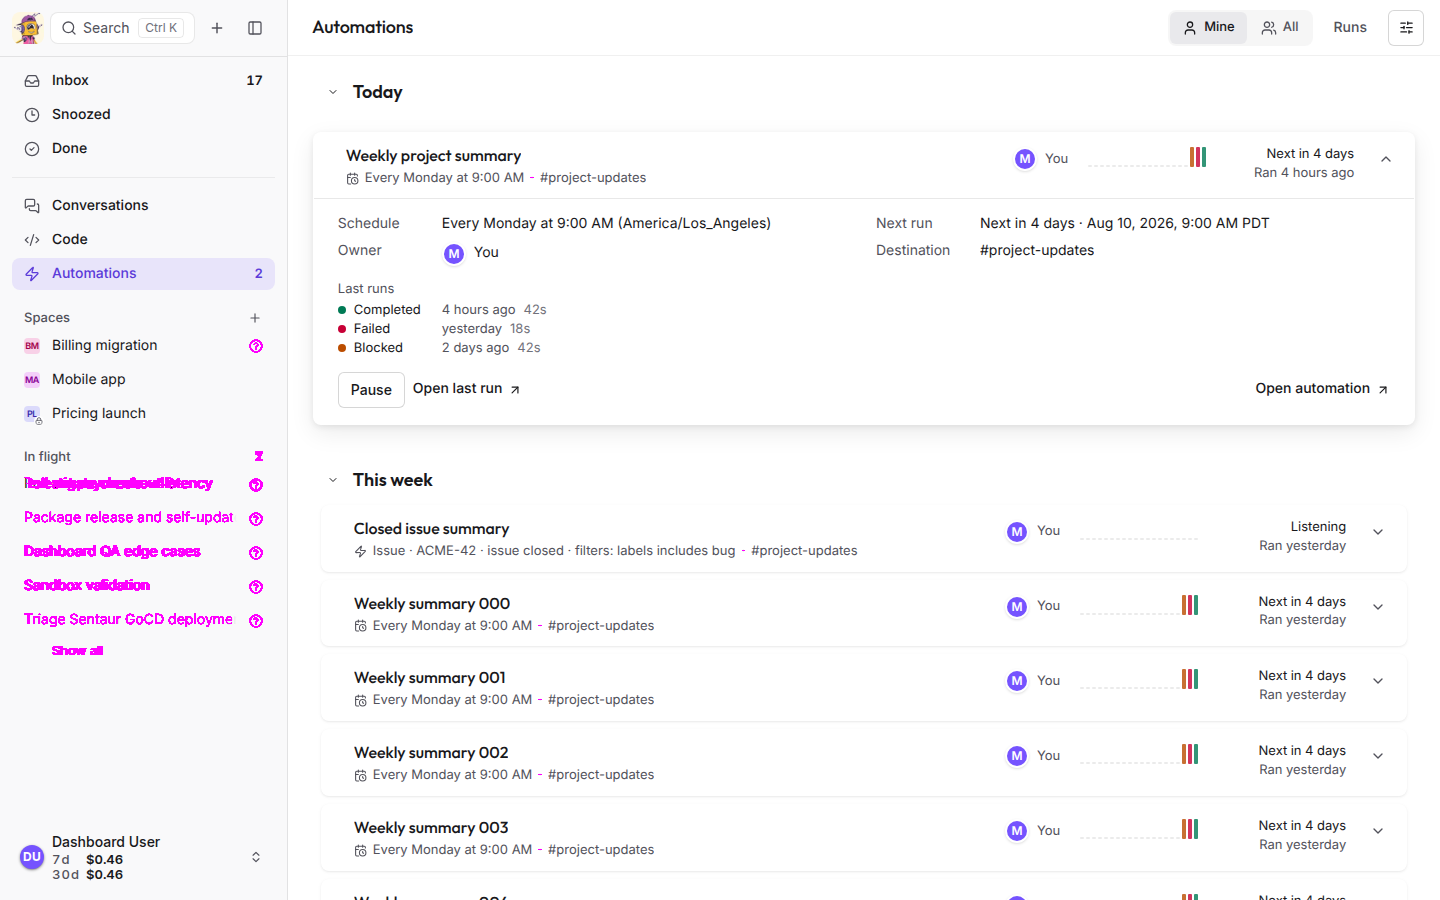 Search Ctrl K
Inbox 17
Snoozed
Done
Conversations
Code
Automations 2
Spaces
BM Billing migration
MA Mobile app
PL Pricing launch
In flight
Package release and self-updat
Dashboard QA edge cases
Sandbox validation
Triage Sentaur GoCD deployme
Show all
DU Dashboard User
7d $0.46
30d $0.46
Automations
Mine All Runs
Today
Weekly project summary
Every Monday at 9:00 AM - #project-updates
M You
Next in 4 days
Ran 4 hours ago
Schedule Every Monday at 9:00 AM (America/Los_Angeles)
Next run Next in 4 days · Aug 10, 2026, 9:00 AM PDT
Owner M You
Destination #project-updates
Last runs
Completed 4 hours ago 42s
Failed yesterday 18s
Blocked 2 days ago 42s
Pause Open last run
Open automation
This week
Closed issue summary
Issue · ACME-42 · issue closed · filters: labels includes bug - #project-updates
M You
Listening
Ran yesterday
Weekly summary 000
Every Monday at 9:00 AM - #project-updates
M You
Next in 4 days
Ran yesterday
Weekly summary 001
Every Monday at 9:00 AM - #project-updates
M You
Next in 4 days
Ran yesterday
Weekly summary 002
Every Monday at 9:00 AM - #project-updates
M You
Next in 4 days
Ran yesterday
Weekly summary 003
Every Monday at 9:00 AM - #project-updates
M You
Next in 4 days
Ran yesterday